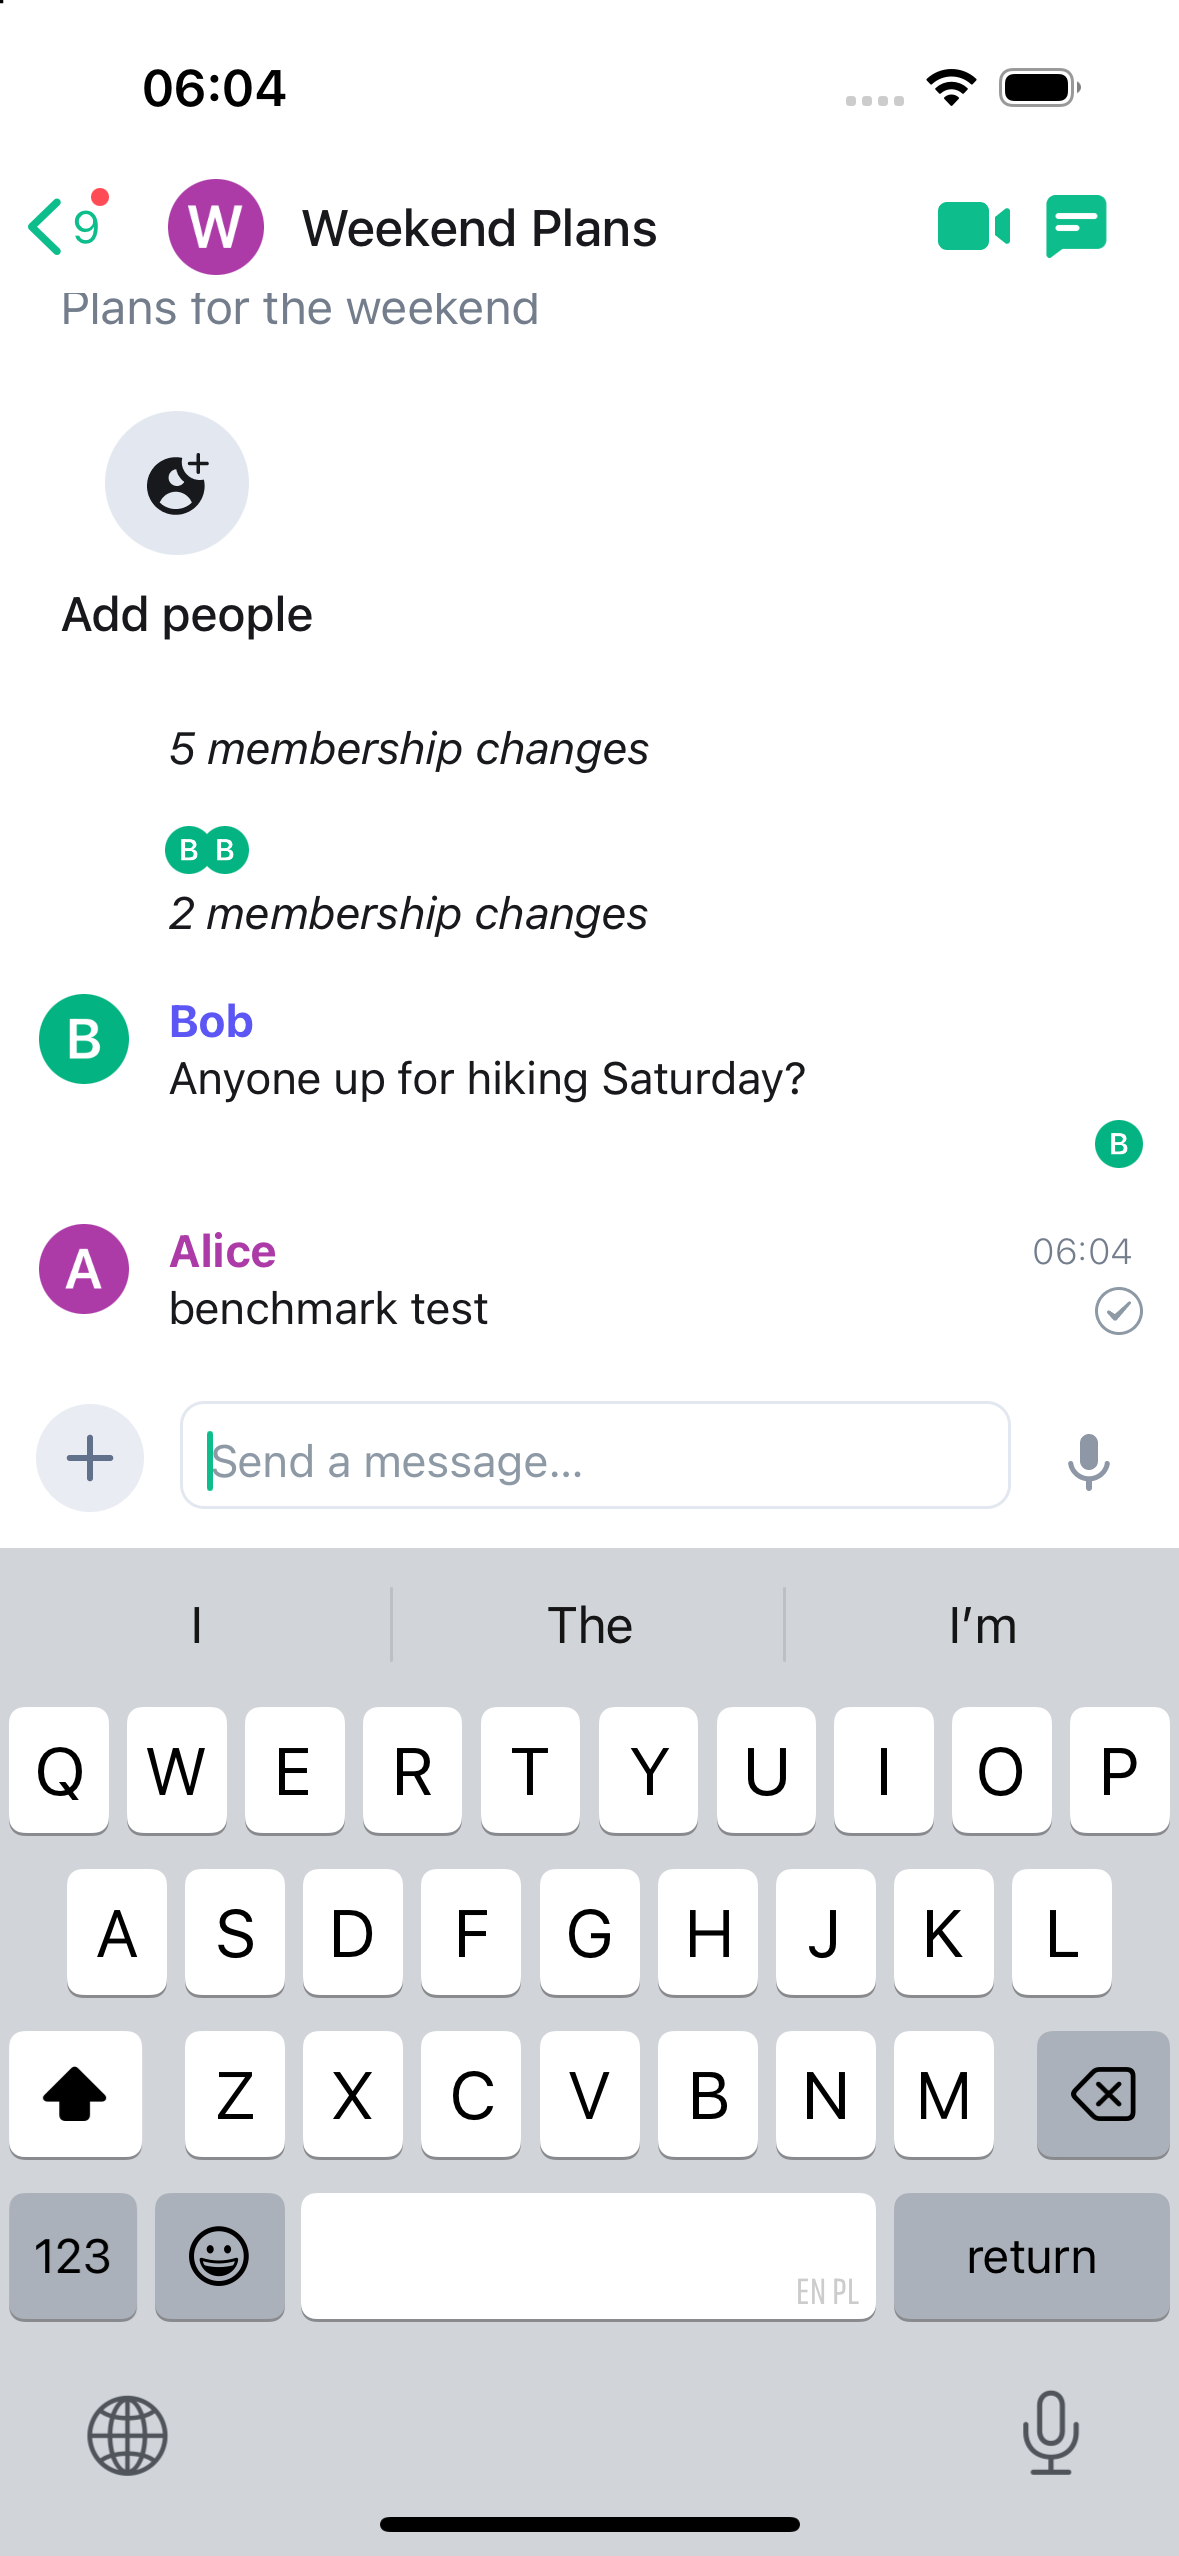 06:04
9
W
Weekend Plans
Plans for the weekend
Add people
5 membership changes
B B
2 membership changes
B
Bob
Anyone up for hiking Saturday?
B
A
Alice
06:04
benchmark test
Send a message...
I The I’m
Q W E R T Y U I O P
A S D F G H J K L
Z X C V B N M
123
EN PL
return